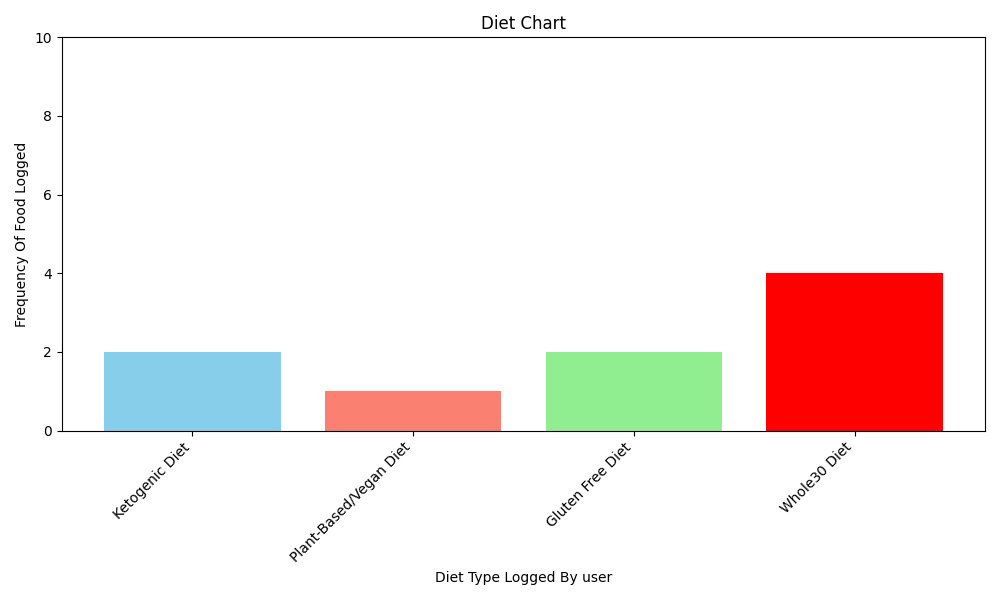 Diet Chart
Frequency Of Food Logged
10
8
6
4
2
0
Ketogenic Diet
Plant-Based/Vegan Diet
Gluten Free Diet
Whole30 Diet
Diet Type Logged By user